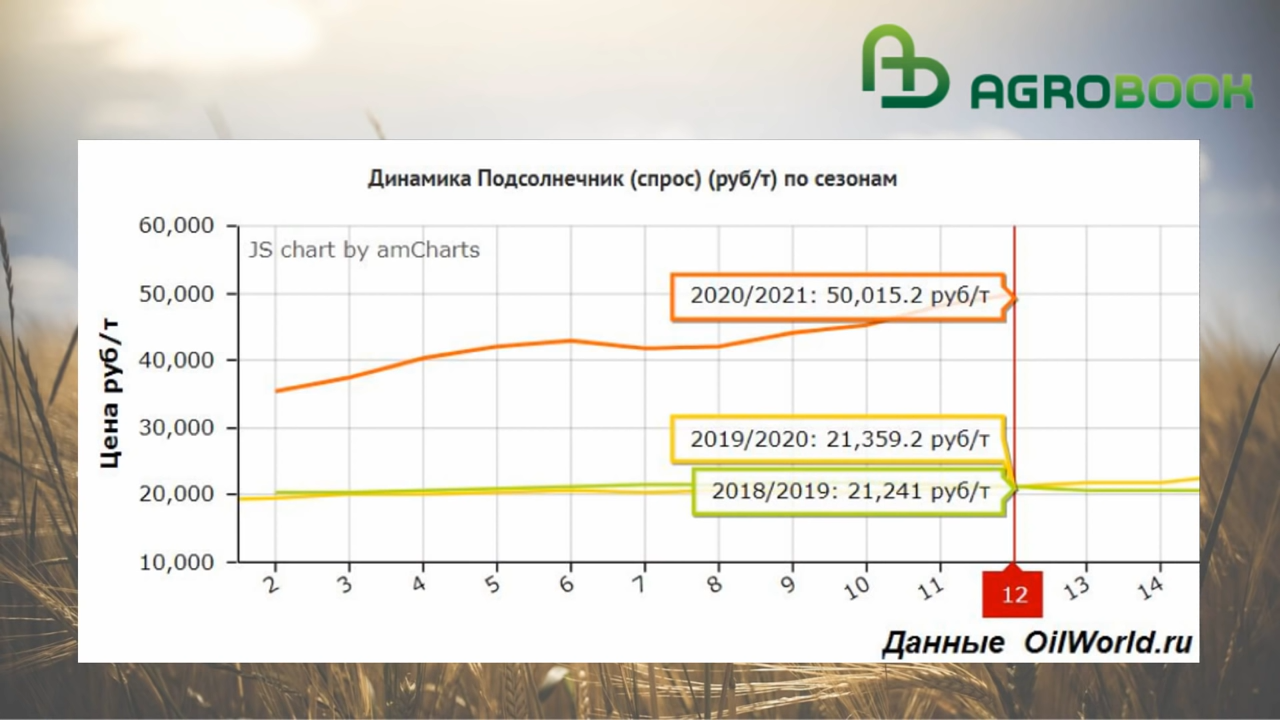 AGROBOOK
Динамика Подсолнечник (спрос) (руб/т) по сезонам
JS chart by amCharts
Цена руб/т
60,000
50,000
40,000
30,000
20,000
10,000
2020/2021: 50,015.2 руб/т
2019/2020: 21,359.2 руб/т
2018/2019: 21,241 руб/т
2 3 4 5 6 7 8 9 10 11 12 13 14
Данные OilWorld.ru